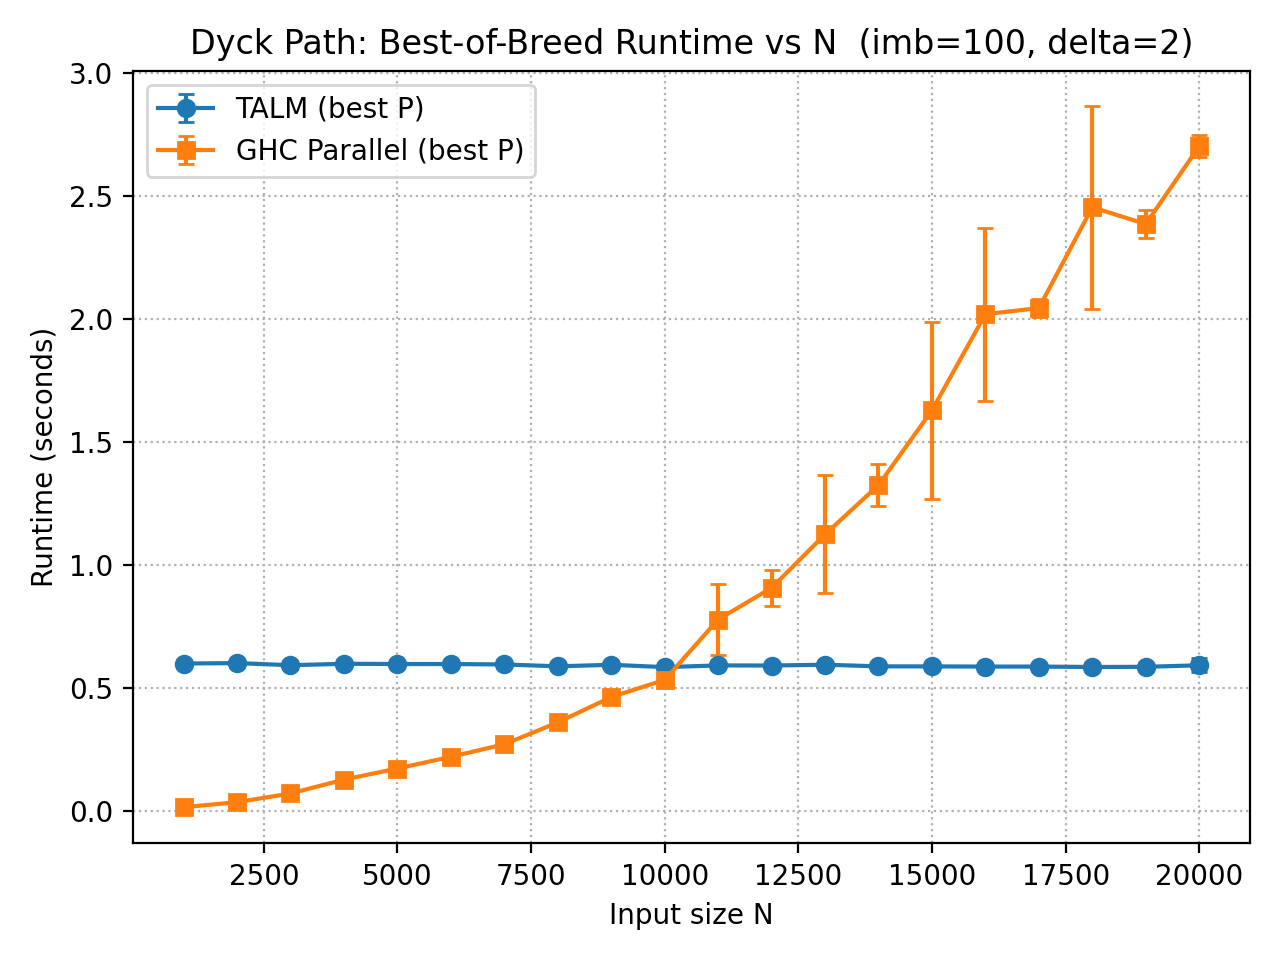 Dyck Path: Best-of-Breed Runtime vs N  (imb=100, delta=2)
TALM (best P)
GHC Parallel (best P)
3.0
2.5
2.0
1.5
1.0
0.5
0.0
Runtime (seconds)
2500 5000 7500 10000 12500 15000 17500 20000
Input size N